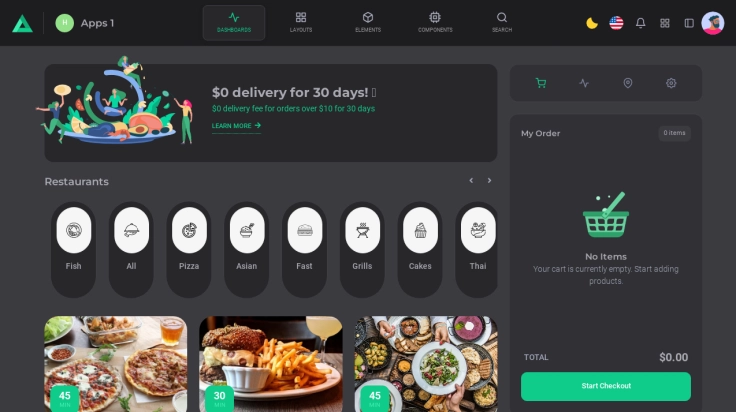 H
Apps 1
DASHBOARDS
LAYOUTS
ELEMENTS
COMPONENTS
SEARCH
$0 delivery for 30 days!
$0 delivery fee for orders over $10 for 30 days
LEARN MORE
My Order
0 Items
Restaurants
Fish
All
Pizza
Asian
Fast
Grills
Cakes
Thai
No Items
Your cart is currently empty. Start adding
products.
45
MIN
30
MIN
45
MIN
TOTAL
$0.00
Start Checkout